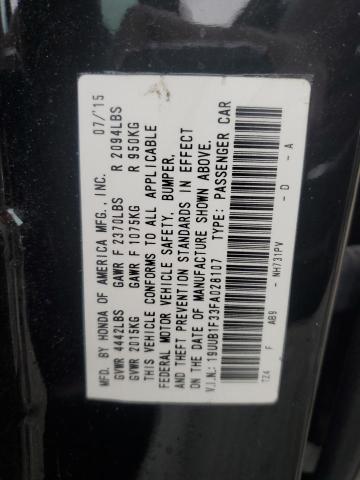 MFD. BY HONDA OF AMERICA MFG., INC. 07/'15
GVWR 4442LBS GAWR F 2370LBS R 2094LBS
GVWR 2015KG GAWR F 1075KG R 950KG
THIS VEHICLE CONFORMS TO ALL APPLICABLE
FEDERAL MOTOR VEHICLE SAFETY, BUMPER,
AND THEFT PREVENTION STANDARDS IN EFFECT
ON THE DATE OF MANUFACTURE SHOWN ABOVE.
V.I.N.:19UUB1F33FA028107 TYPE: PASSENGER CAR
TZ4 F AB9 - NH731PV - D - A